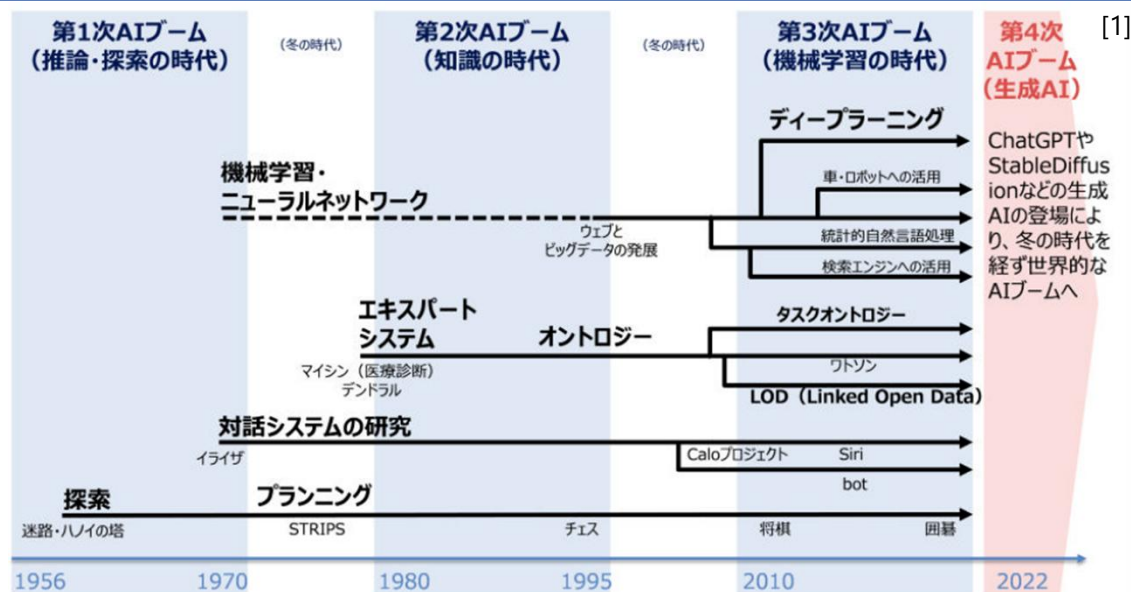 第1次AIブーム
(推論・探索の時代)
(冬の時代)
第2次AIブーム
(知識の時代)
(冬の時代)
第3次AIブーム
(機械学習の時代)
第4次
AIブーム
(生成AI)
[1]
ディープラーニング
ChatGPTや
StableDiffus
ionなどの生成
AIの登場によ
り、冬の時代を
経ず世界的な
AIブームへ
機械学習・
ニューラルネットワーク
車・ロボットへの活用
ウェブと
ビッグデータの発展
統計的自然言語処理
検索エンジンへの活用
エキスパート
システム
オントロジー
タスクオントロジー
マイシン（医療診断）
デンドラル
ワトソン
LOD（Linked Open Data）
対話システムの研究
イライザ
Caloプロジェクト
Siri
bot
探索
プランニング
迷路・ハノイの塔
STRIPS
チェス
将棋
囲碁
1956
1970
1980
1995
2010
2022